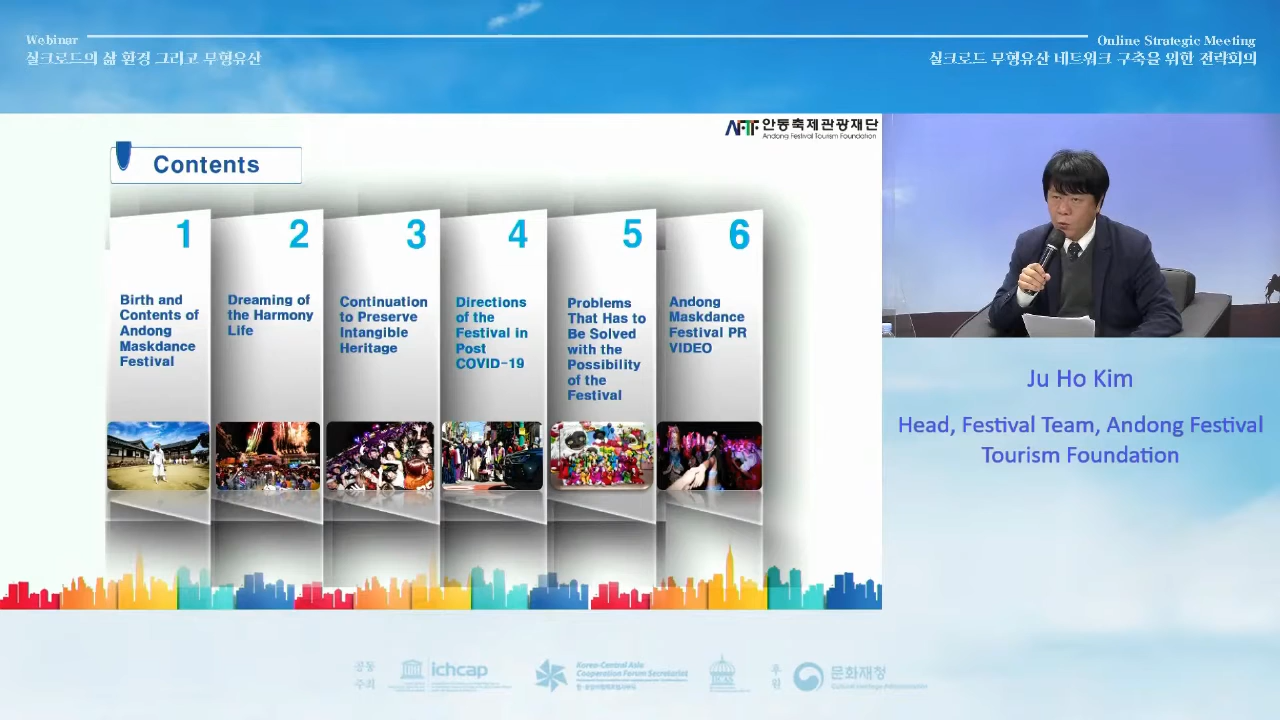 Webinar
실크로드의 삶 환경 그리고 무형유산
Online Strategic Meeting
실크로드 무형유산 네트워크 구축을 위한 전략회의
AFTF 안동축제관광재단
Andong Festival Tourism Foundation
Contents
1
Birth and
Contents of
Andong
Maskdance
Festival
2
Dreaming of
the Harmony
Life
3
Continuation
to Preserve
Intangible
Heritage
4
Directions
of the
Festival in
Post
COVID-19
5
Problems
That Has to
Be Solved
with the
Possibility
of the
Festival
6
Andong
Maskdance
Festival PR
VIDEO
Ju Ho Kim
Head, Festival Team, Andong Festival
Tourism Foundation
공동
주최
ichcap
Korea-Central Asia
Cooperation Forum Secretariat
후
원
문화재청
Cultural Heritage Administration